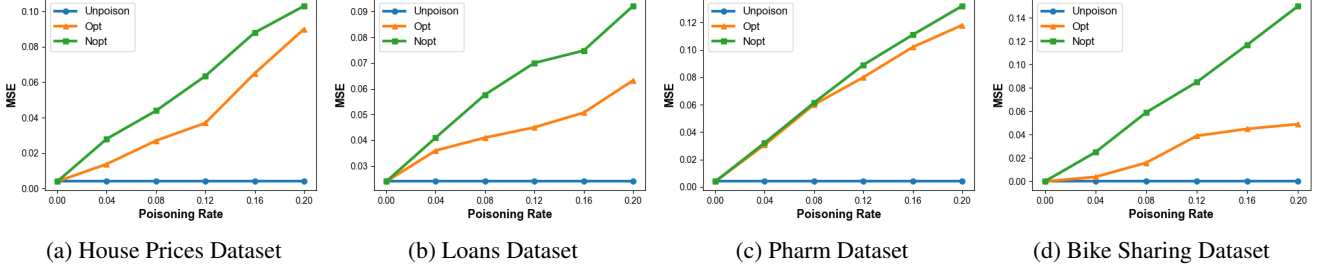 0.10
0.08
0.06
0.04
0.02
0.00
MSE
Unpoison
Opt
Nopt
0.00 0.04 0.08 0.12 0.16 0.20
Poisoning Rate
(a) House Prices Dataset
0.09
0.08
0.07
0.06
0.05
0.04
0.03
MSE
Unpoison
Opt
Nopt
0.00 0.04 0.08 0.12 0.16 0.20
Poisoning Rate
(b) Loans Dataset
0.12
0.10
0.08
0.06
0.04
0.02
0.00
MSE
Unpoison
Opt
Nopt
0.00 0.04 0.08 0.12 0.16 0.20
Poisoning Rate
(c) Pharm Dataset
0.14
0.12
0.10
0.08
0.06
0.04
0.02
0.00
MSE
Unpoison
Opt
Nopt
0.00 0.04 0.08 0.12 0.16 0.20
Poisoning Rate
(d) Bike Sharing Dataset